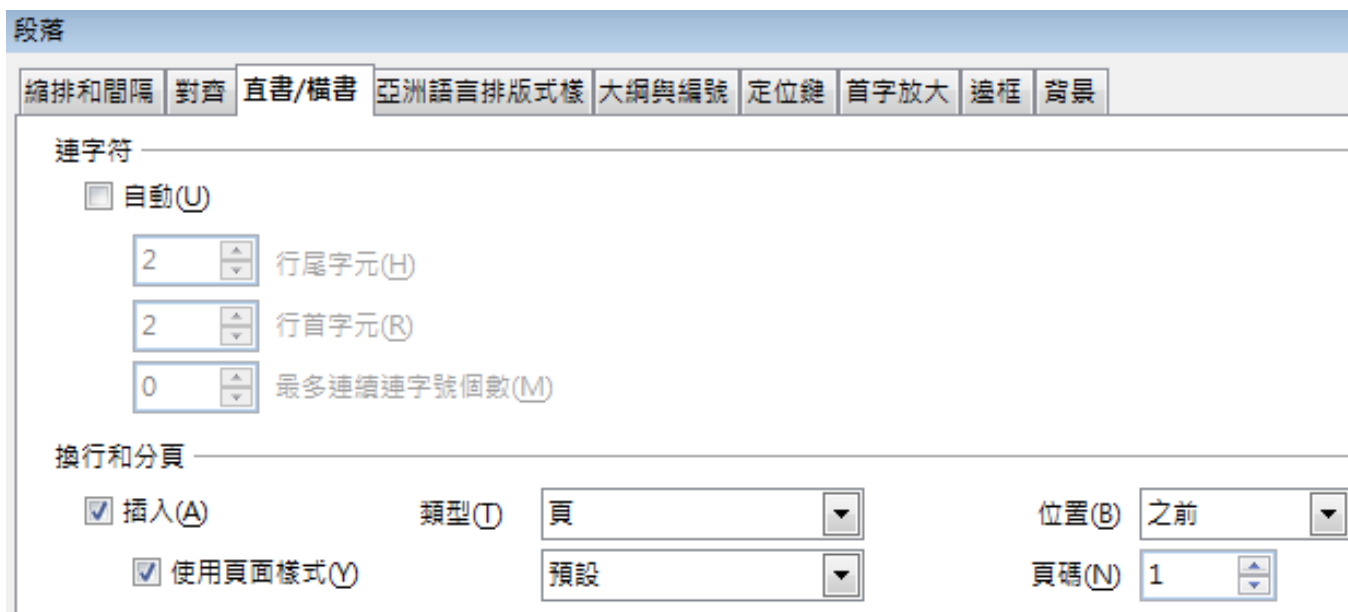 段落
縮排和間隔 對齊 直書/橫書 亞洲語言排版式樣 大綱與編號 定位鍵 首字放大 邊框 背景
連字符
自動(U)
2 行尾字元(H)
2 行首字元(R)
0 最多連續連字號個數(M)
換行和分頁
插入(A) 類型(T) 頁 位置(B) 之前
使用頁面樣式(Y) 預設 頁碼(N) 1